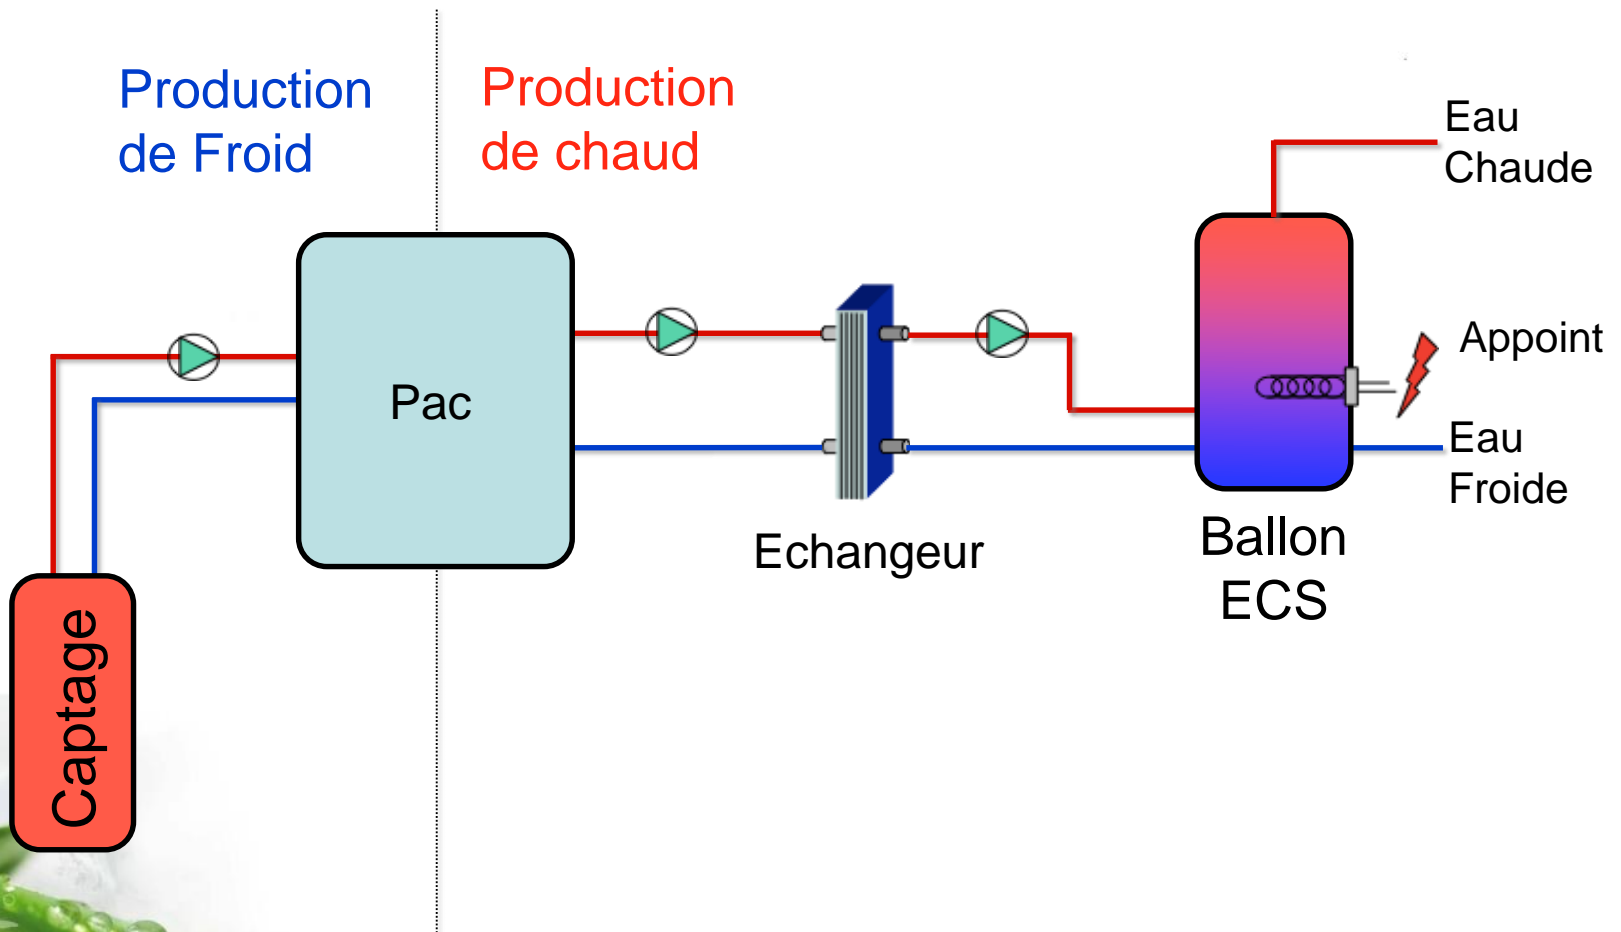 Production
de Froid
Production
de chaud
Eau
Chaude
Appoint
Pac
Eau
Froide
Echangeur
Ballon
ECS
Captage